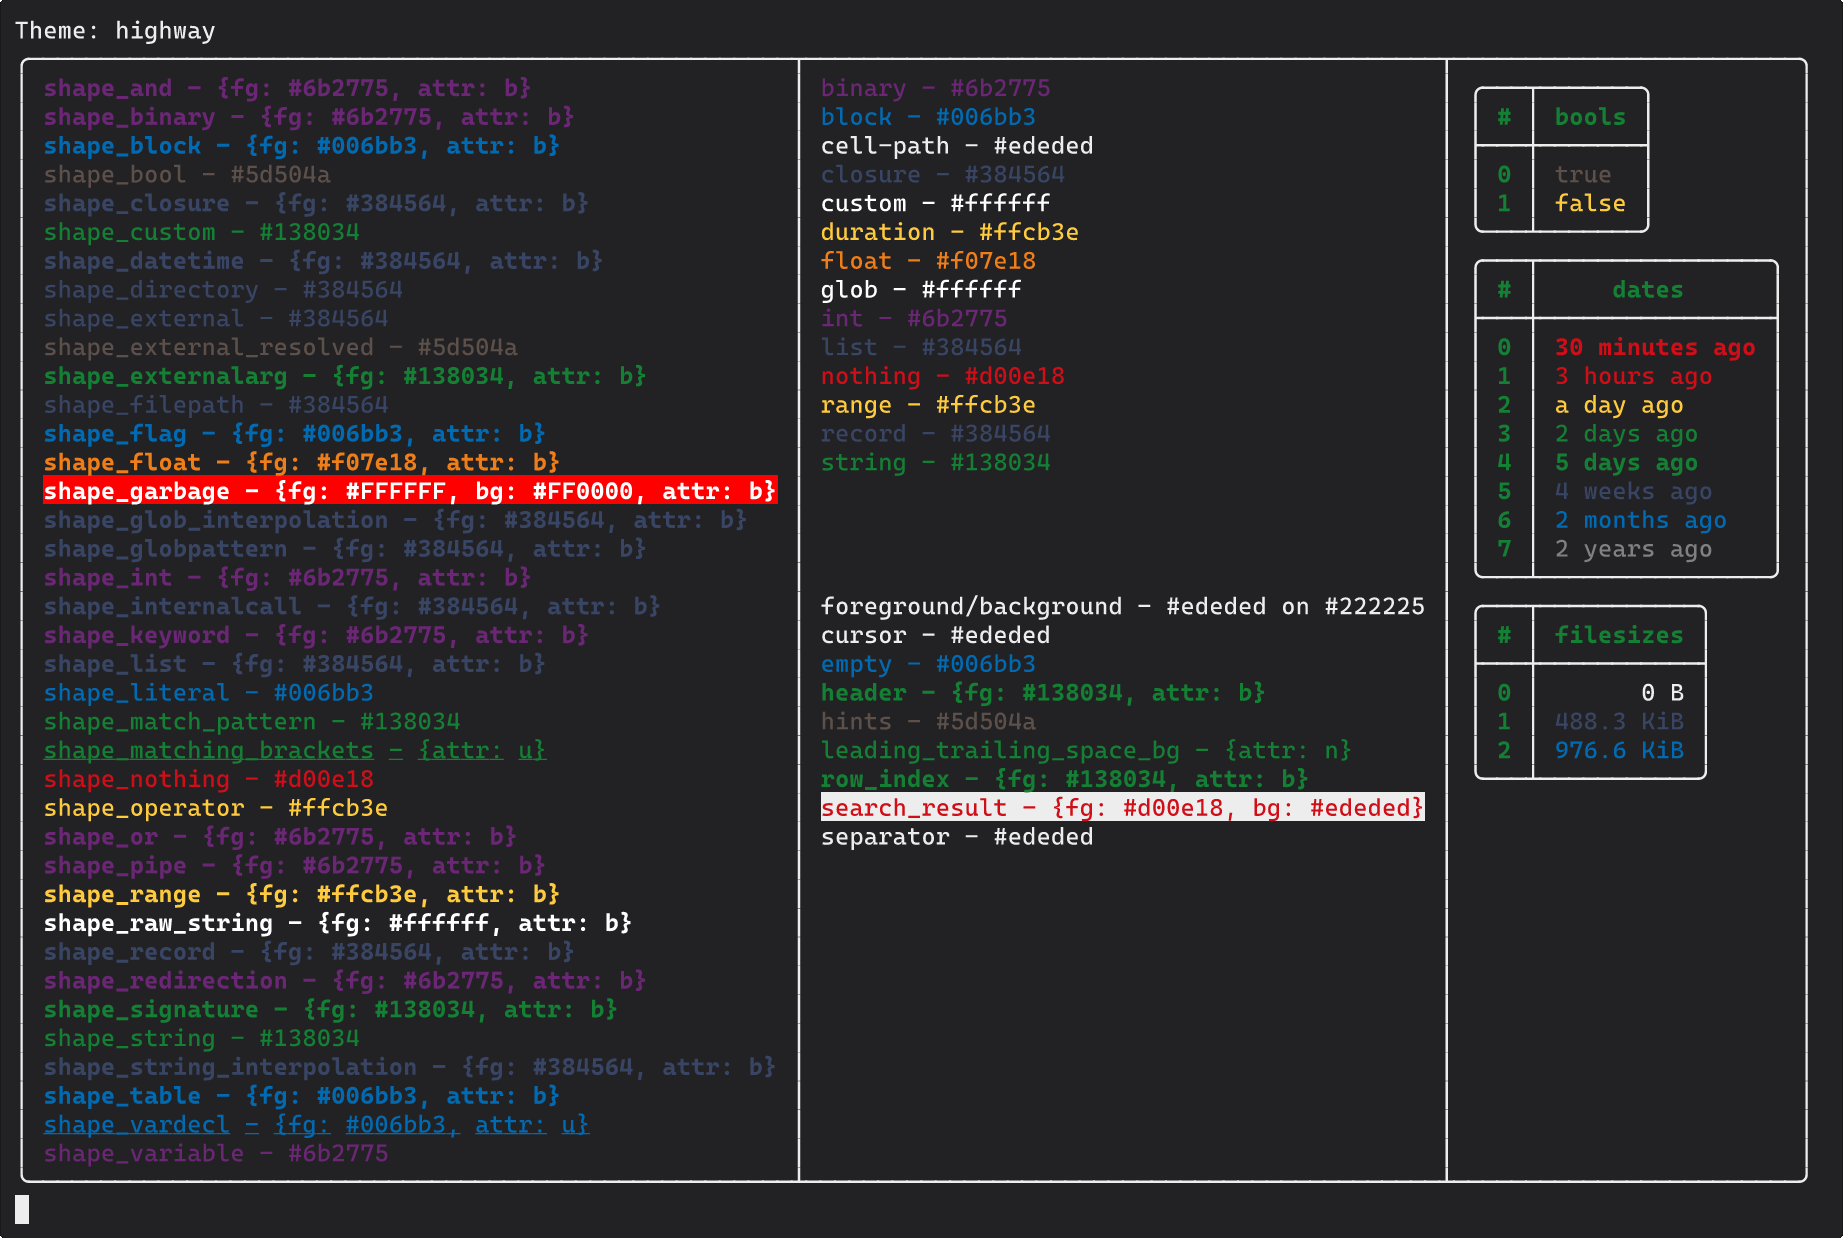 Theme: highway
shape_and - {fg: #6b2775, attr: b}
shape_binary - {fg: #6b2775, attr: b}
shape_block - {fg: #006bb3, attr: b}
shape_bool - #5d504a
shape_closure - {fg: #384564, attr: b}
shape_custom - #138034
shape_datetime - {fg: #384564, attr: b}
shape_directory - #384564
shape_external - #384564
shape_external_resolved - #5d504a
shape_externalarg - {fg: #138034, attr: b}
shape_filepath - #384564
shape_flag - {fg: #006bb3, attr: b}
shape_float - {fg: #f07e18, attr: b}
shape_garbage - {fg: #FFFFFF, bg: #FF0000, attr: b}
shape_glob_interpolation - {fg: #384564, attr: b}
shape_globpattern - {fg: #384564, attr: b}
shape_int - {fg: #6b2775, attr: b}
shape_internalcall - {fg: #384564, attr: b}
shape_keyword - {fg: #6b2775, attr: b}
shape_list - {fg: #384564, attr: b}
shape_literal - #006bb3
shape_match_pattern - #138034
shape_matching_brackets - {attr: u}
shape_nothing - #d00e18
shape_operator - #ffcb3e
shape_or - {fg: #6b2775, attr: b}
shape_pipe - {fg: #6b2775, attr: b}
shape_range - {fg: #ffcb3e, attr: b}
shape_raw_string - {fg: #ffffff, attr: b}
shape_record - {fg: #384564, attr: b}
shape_redirection - {fg: #6b2775, attr: b}
shape_signature - {fg: #138034, attr: b}
shape_string - #138034
shape_string_interpolation - {fg: #384564, attr: b}
shape_table - {fg: #006bb3, attr: b}
shape_vardecl - {fg: #006bb3, attr: u}
shape_variable - #6b2775
binary - #6b2775
block - #006bb3
cell-path - #ededed
closure - #384564
custom - #ffffff
duration - #ffcb3e
float - #f07e18
glob - #ffffff
int - #6b2775
list - #384564
nothing - #d00e18
range - #ffcb3e
record - #384564
string - #138034
foreground/background - #ededed on #222225
cursor - #ededed
empty - #006bb3
header - {fg: #138034, attr: b}
hints - #5d504a
leading_trailing_space_bg - {attr: n}
row_index - {fg: #138034, attr: b}
search_result - {fg: #d00e18, bg: #ededed}
separator - #ededed
# bools
0 true
1 false
# dates
0 30 minutes ago
1 3 hours ago
2 a day ago
3 2 days ago
4 5 days ago
5 4 weeks ago
6 2 months ago
7 2 years ago
# filesizes
0 0 B
1 488.3 KiB
2 976.6 KiB